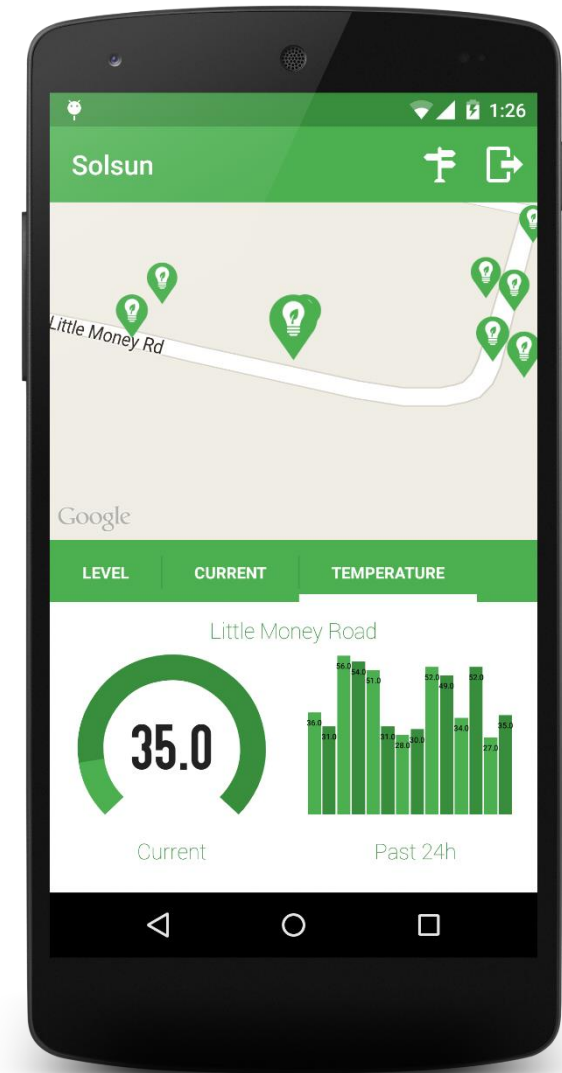 1:26
Solsun
Little Money Rd
Google
LEVEL CURRENT TEMPERATURE
Little Money Road
35.0
36.0 31.0 56.0 54.0 51.0 31.0 28.0 30.0 52.0 49.0 34.0 52.0 27.0 35.0
Current Past 24h